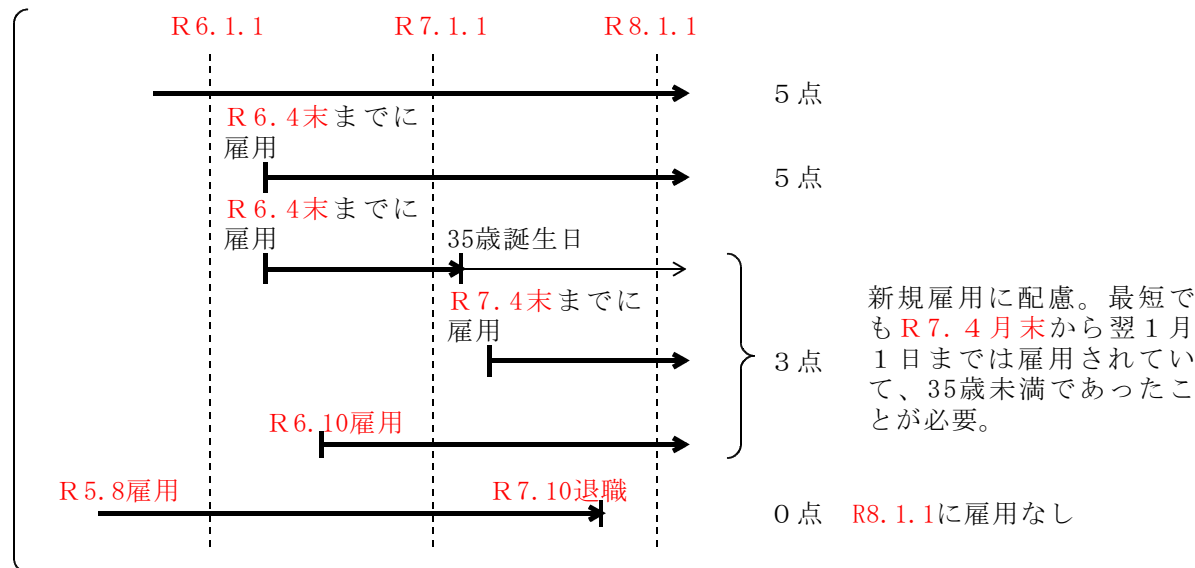 Ｒ6.1.1 Ｒ7.1.1 Ｒ8.1.1
５点
Ｒ6.4末までに
雇用
５点
Ｒ6.4末までに
雇用
35歳誕生日
Ｒ7.4末までに
雇用
３点
新規雇用に配慮。最短で
もＲ7.４月末から翌１月
１日までは雇用されてい
て、35歳未満であったこ
とが必要。
Ｒ6.10雇用
Ｒ5.8雇用
Ｒ7.10退職
０点 R8.1.1に雇用なし